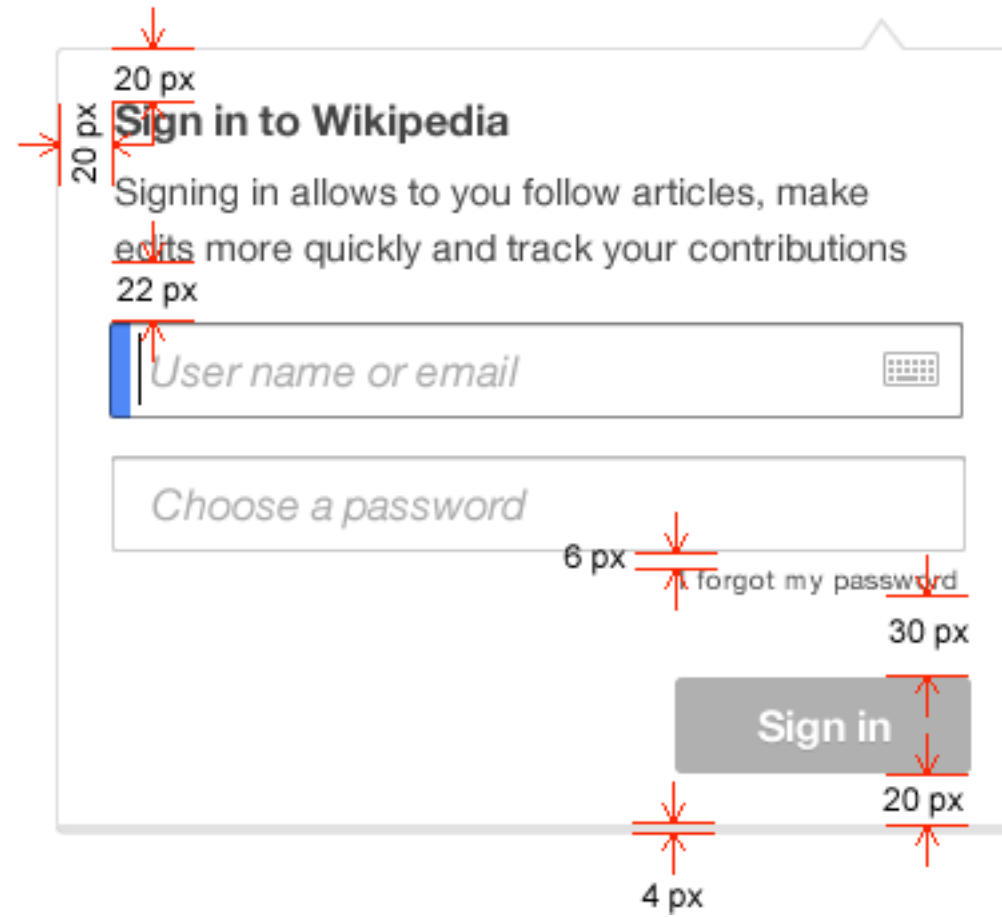 20 px
20 px
Sign in to Wikipedia
Signing in allows to you follow articles, make
edits more quickly and track your contributions
22 px
User name or email
Choose a password
6 px
I forgot my password
30 px
Sign in
20 px
4 px